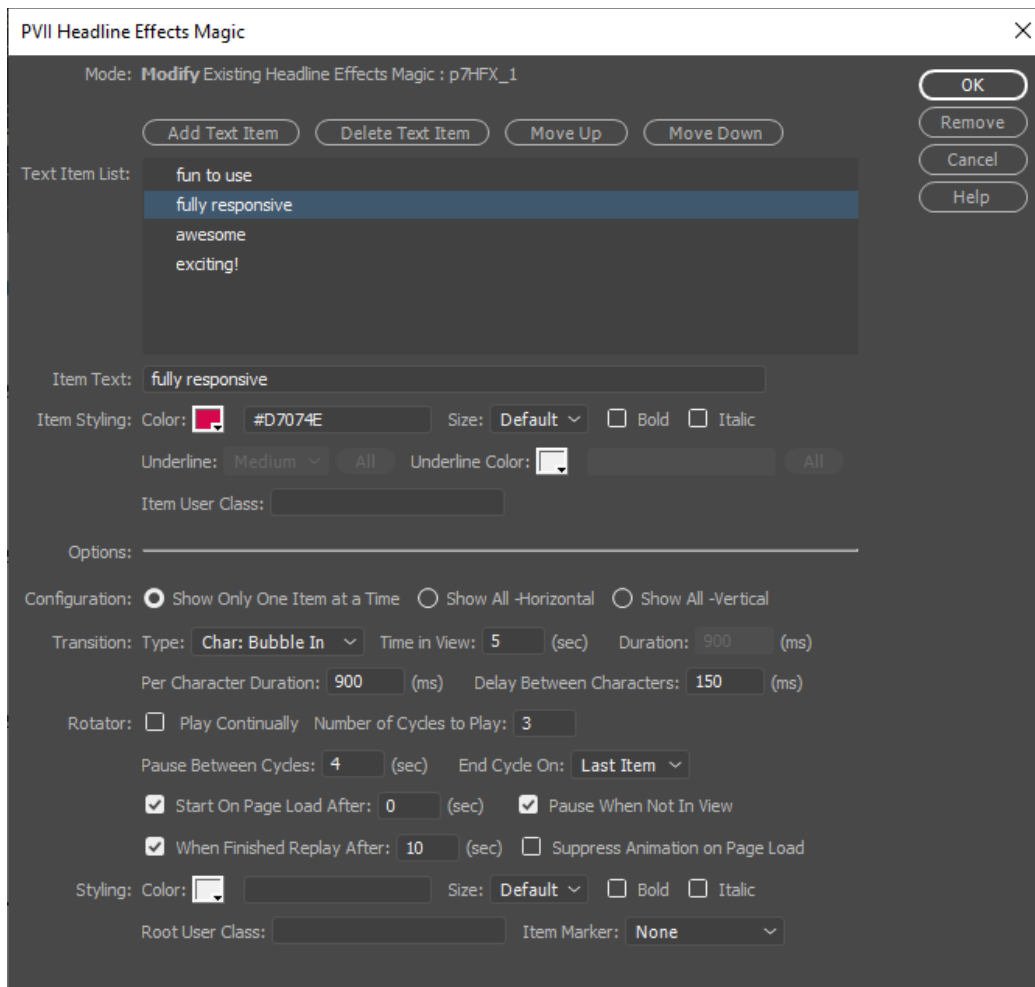 PVII Headline Effects Magic
Mode: Modify Existing Headline Effects Magic : p7HFX_1
OK
Add Text Item Delete Text Item Move Up Move Down
Remove
Cancel
Help
Text Item List:
fun to use
fully responsive
awesome
exciting!
Item Text: fully responsive
Item Styling: Color: #D7074E Size: Default Bold Italic
Underline: Medium All Underline Color: All
Item User Class:
Options:
Configuration: Show Only One Item at a Time Show All -Horizontal Show All -Vertical
Transition: Type: Char: Bubble In Time in View: 5 (sec) Duration: 900 (ms)
Per Character Duration: 900 (ms) Delay Between Characters: 150 (ms)
Rotator: Play Continually Number of Cycles to Play: 3
Pause Between Cycles: 4 (sec) End Cycle On: Last Item
Start On Page Load After: 0 (sec) Pause When Not In View
When Finished Replay After: 10 (sec) Suppress Animation on Page Load
Styling: Color: Size: Default Bold Italic
Root User Class: Item Marker: None